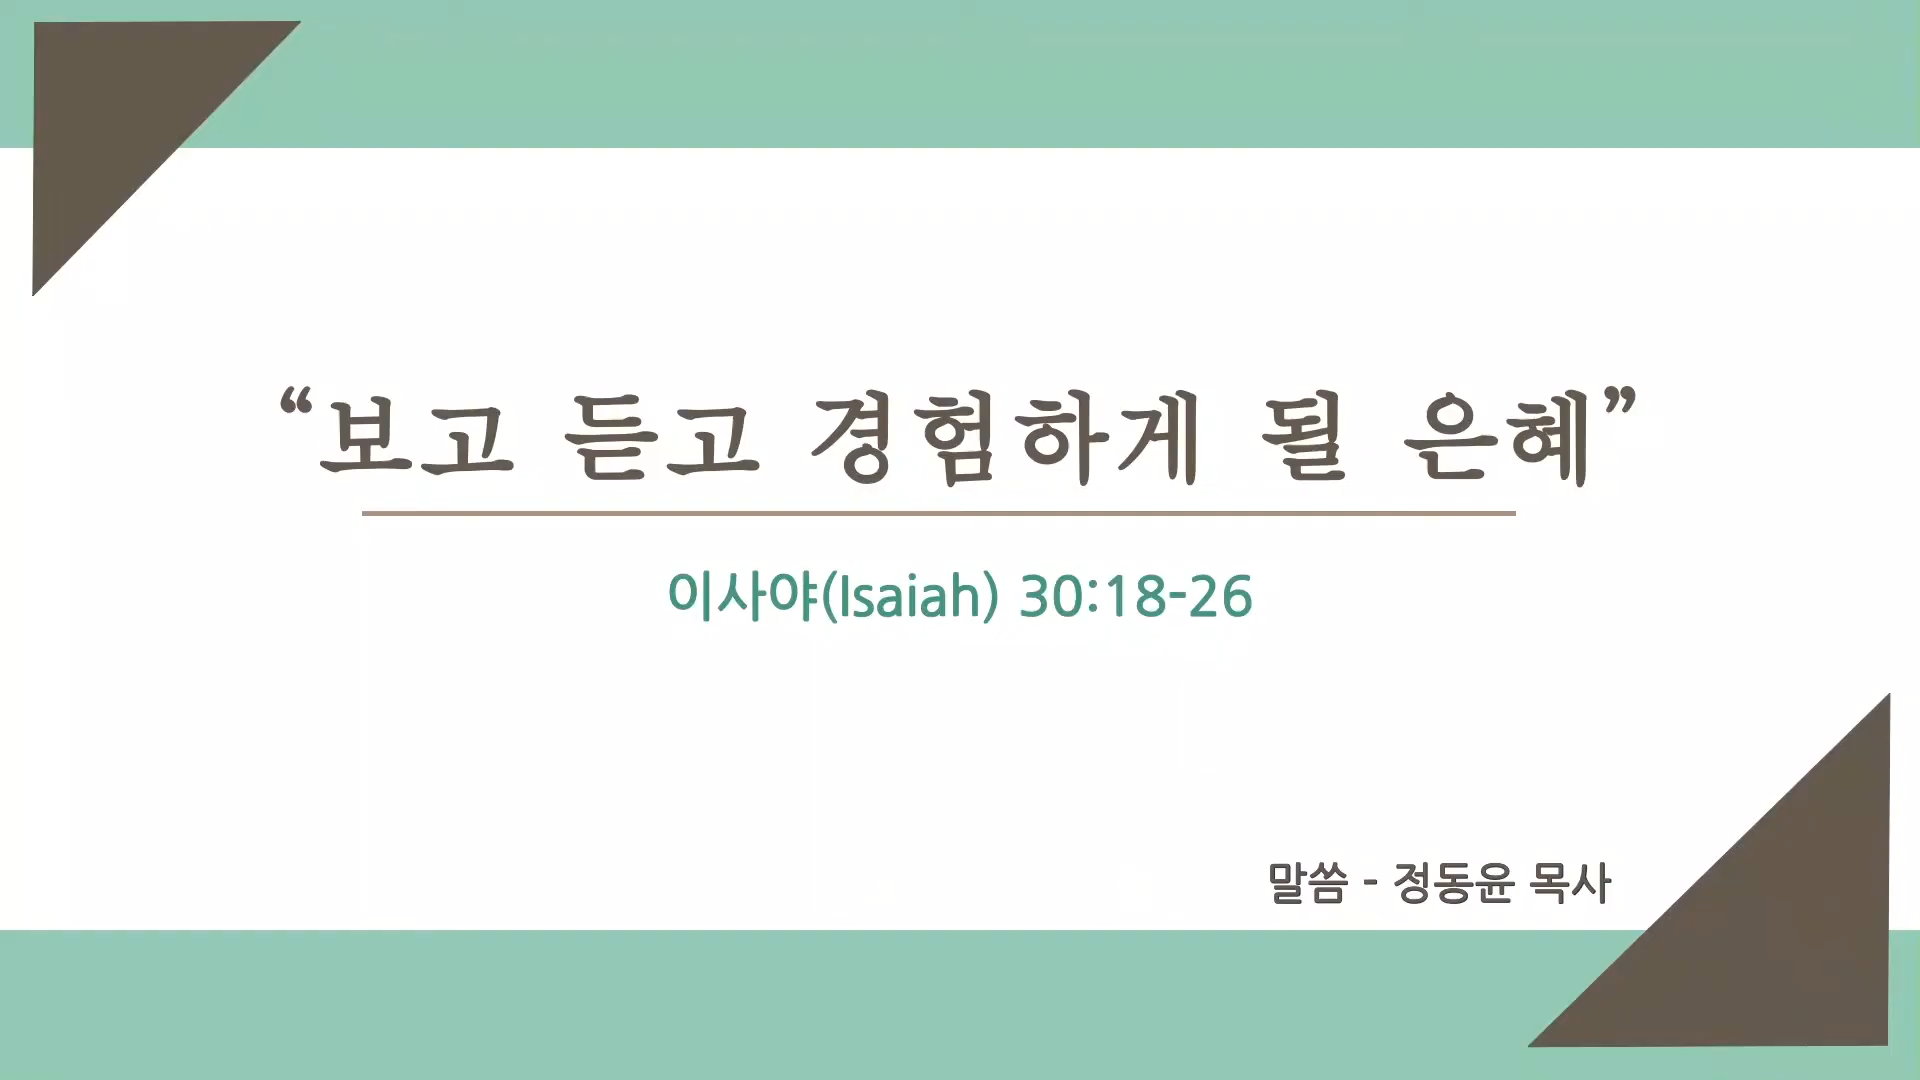 “보고 듣고 경험하게 될 은혜”
이사야(Isaiah) 30:18-26
말씀 - 정동윤 목사